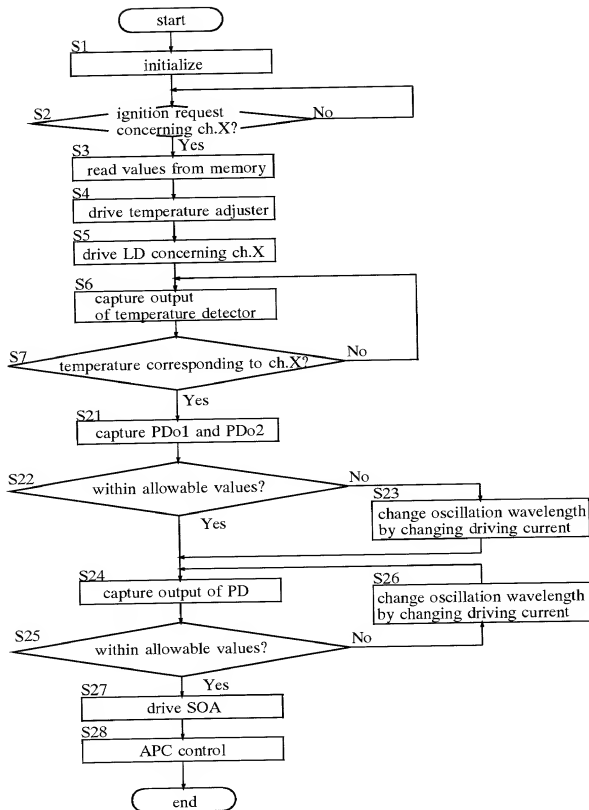 start
S1
initialize
S2
ignition request
concerning ch.X?
No
Yes
S3
read values from memory
S4
drive temperature adjuster
S5
drive LD concerning ch.X
S6
capture output
of temperature detector
S7
temperature corresponding to ch.X?
No
Yes
S21
capture PDo1 and PDo2
S22
within allowable values?
No
Yes
S23
change oscillation wavelength
by changing driving current
S24
capture output of PD
S26
change oscillation wavelength
by changing driving current
S25
within allowable values?
No
Yes
S27
drive SOA
S28
APC control
end